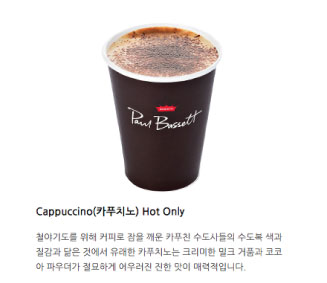 Paul Bassett
Cappuccino(카푸치노) Hot Only
철야기도를 위해 커피로 잠을 깨운 카푸친 수도사들의 수도복 색과
질감과 닮은 것에서 유래한 카푸치노는 크리미한 밀크 거품과 코코
아 파우더가 절묘하게 어우러진 진한 맛이 매력적입니다.